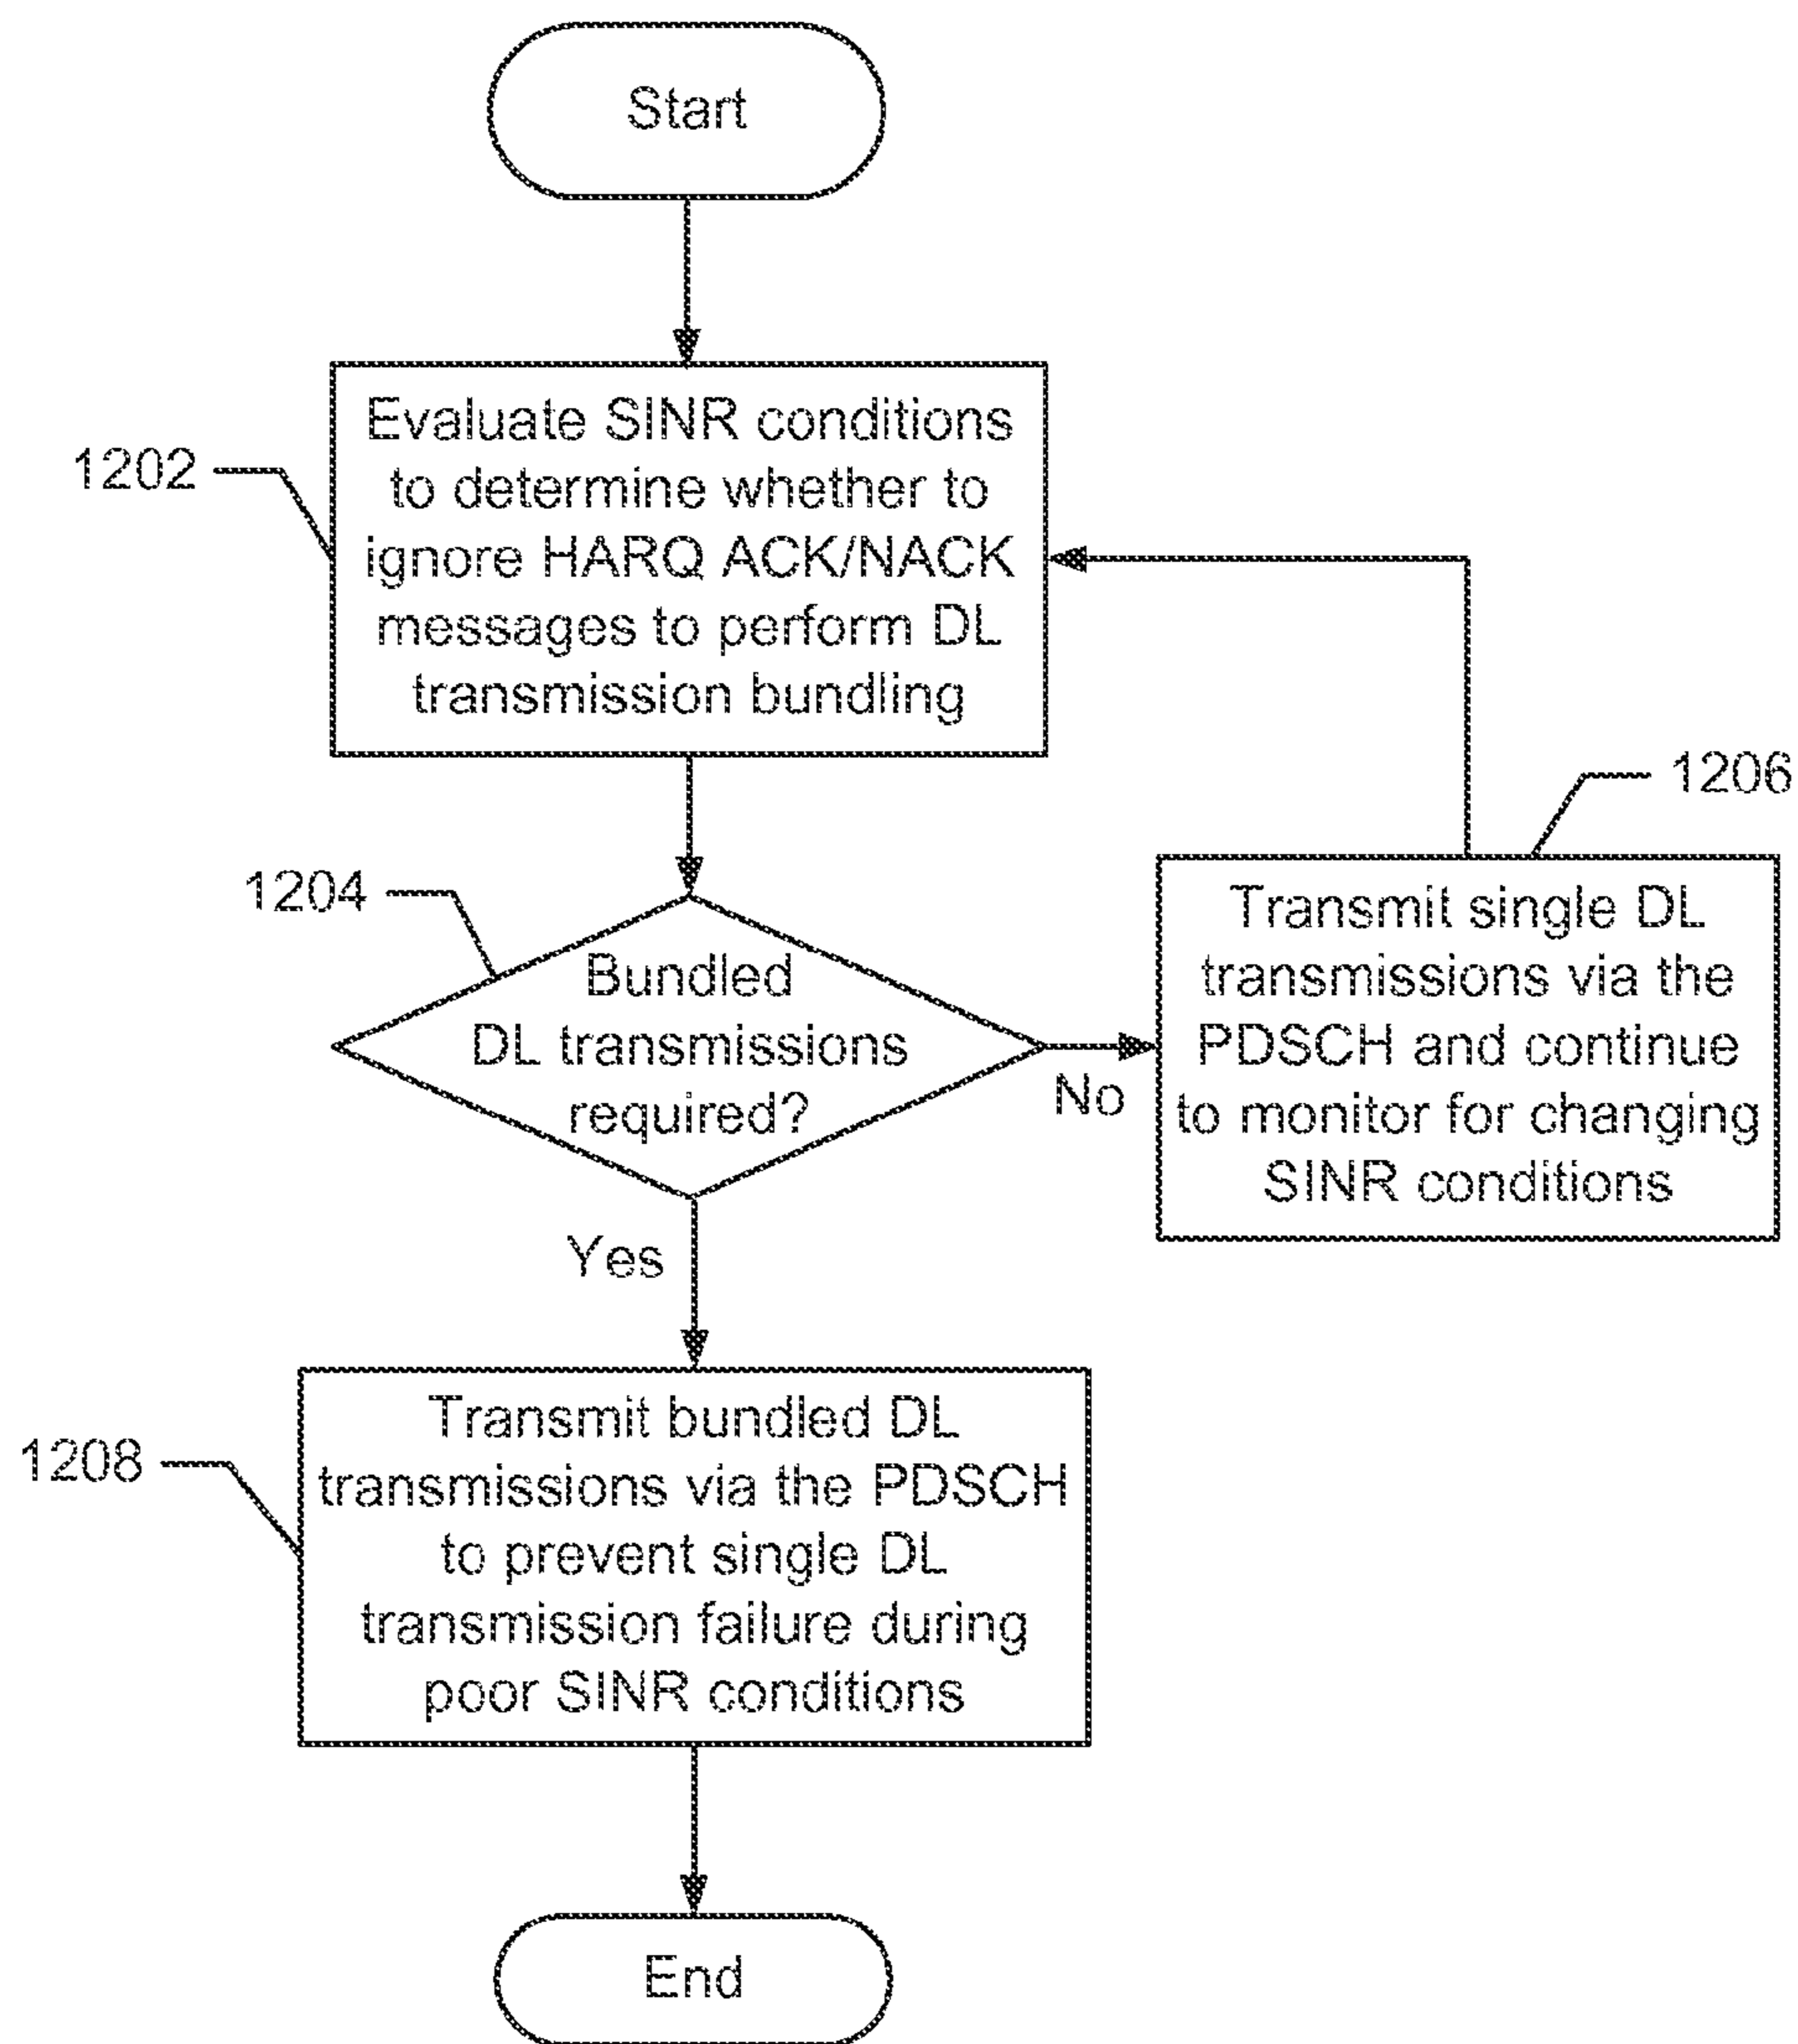 Start
1202
Evaluate SINR conditions
to determine whether to
ignore HARQ ACK/NACK
messages to perform DL
transmission bundling
1204
Bundled
DL transmissions
required?
No
1206
Transmit single DL
transmissions via the
PDSCH and continue
to monitor for changing
SINR conditions
Yes
1208
Transmit bundled DL
transmissions via the PDSCH
to prevent single DL
transmission failure during
poor SINR conditions
End